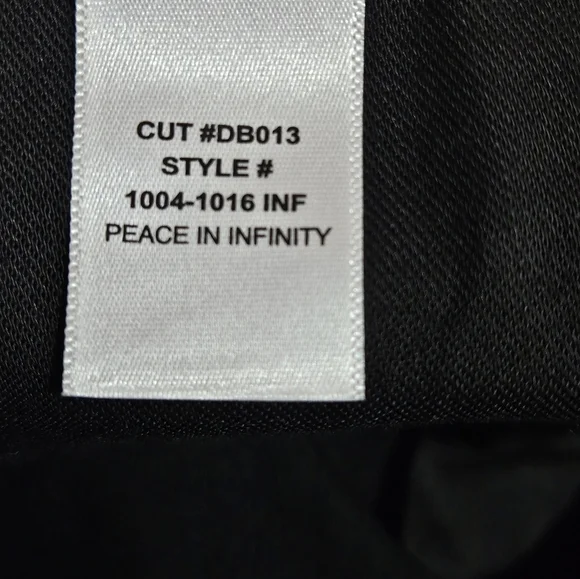 CUT #DB013
STYLE #
1004-1016 INF
PEACE IN INFINITY